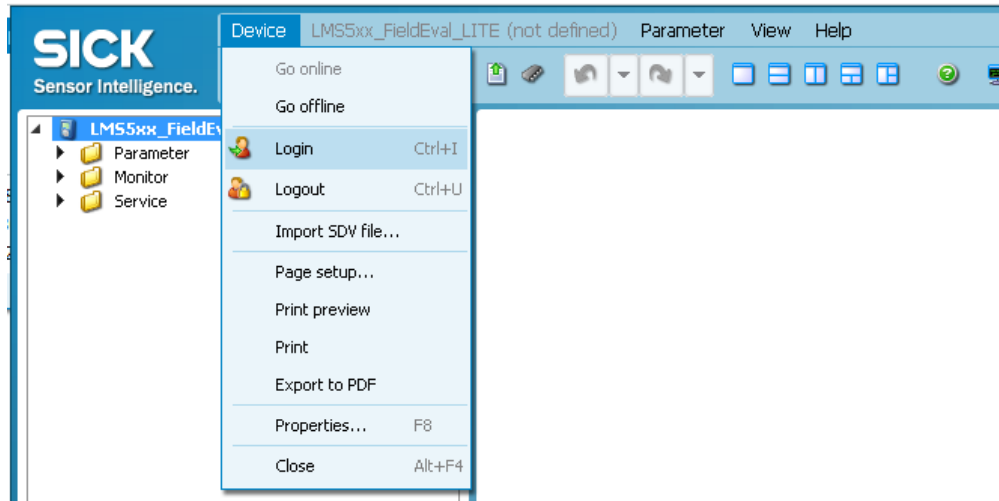 SICK
Sensor Intelligence.
Device LMS5xx_FieldEval_LITE (not defined) Parameter View Help
Go online
Go offline
Login Ctrl+I
Logout Ctrl+U
Import SDV file...
Page setup...
Print preview
Print
Export to PDF
Properties... F8
Close Alt+F4
LMS5xx_FieldEv
Parameter
Monitor
Service